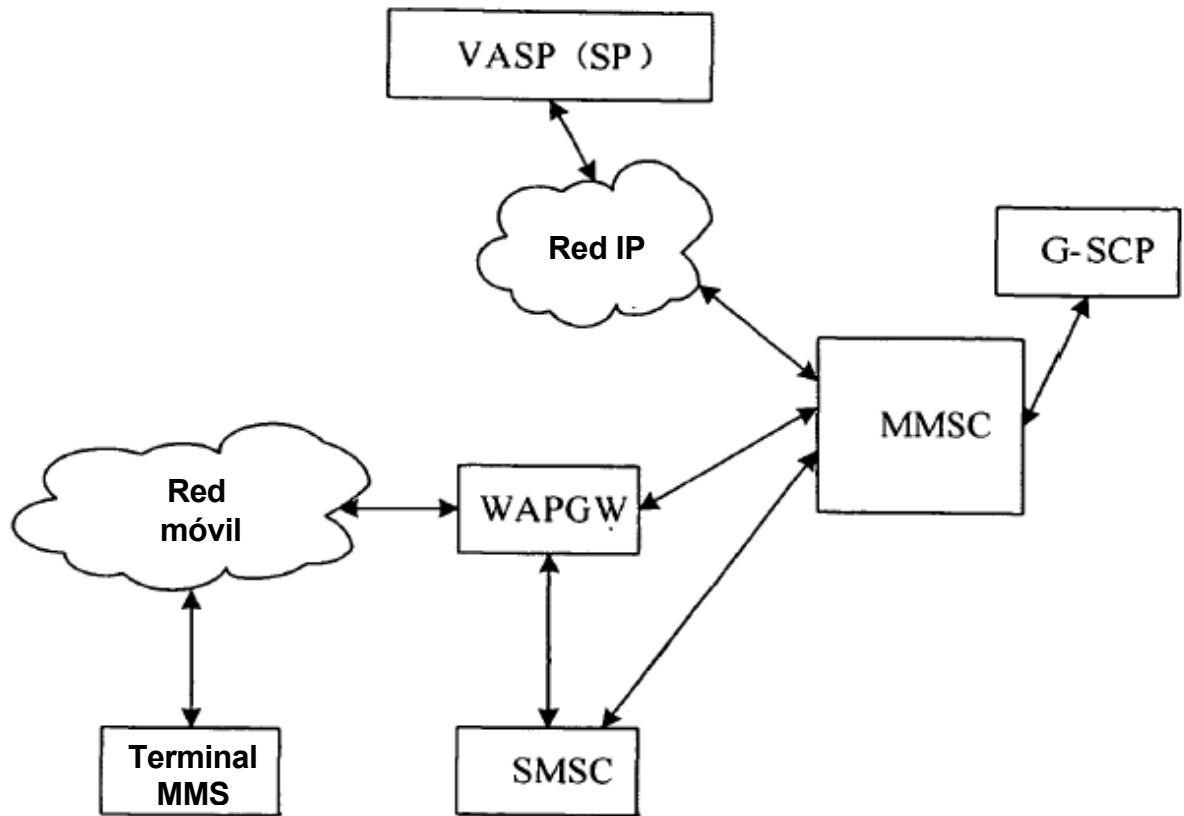 VASP（SP）
Red IP
G-SCP
MMSC
Red
móvil
WAPGW
Terminal
MMS
SMSC